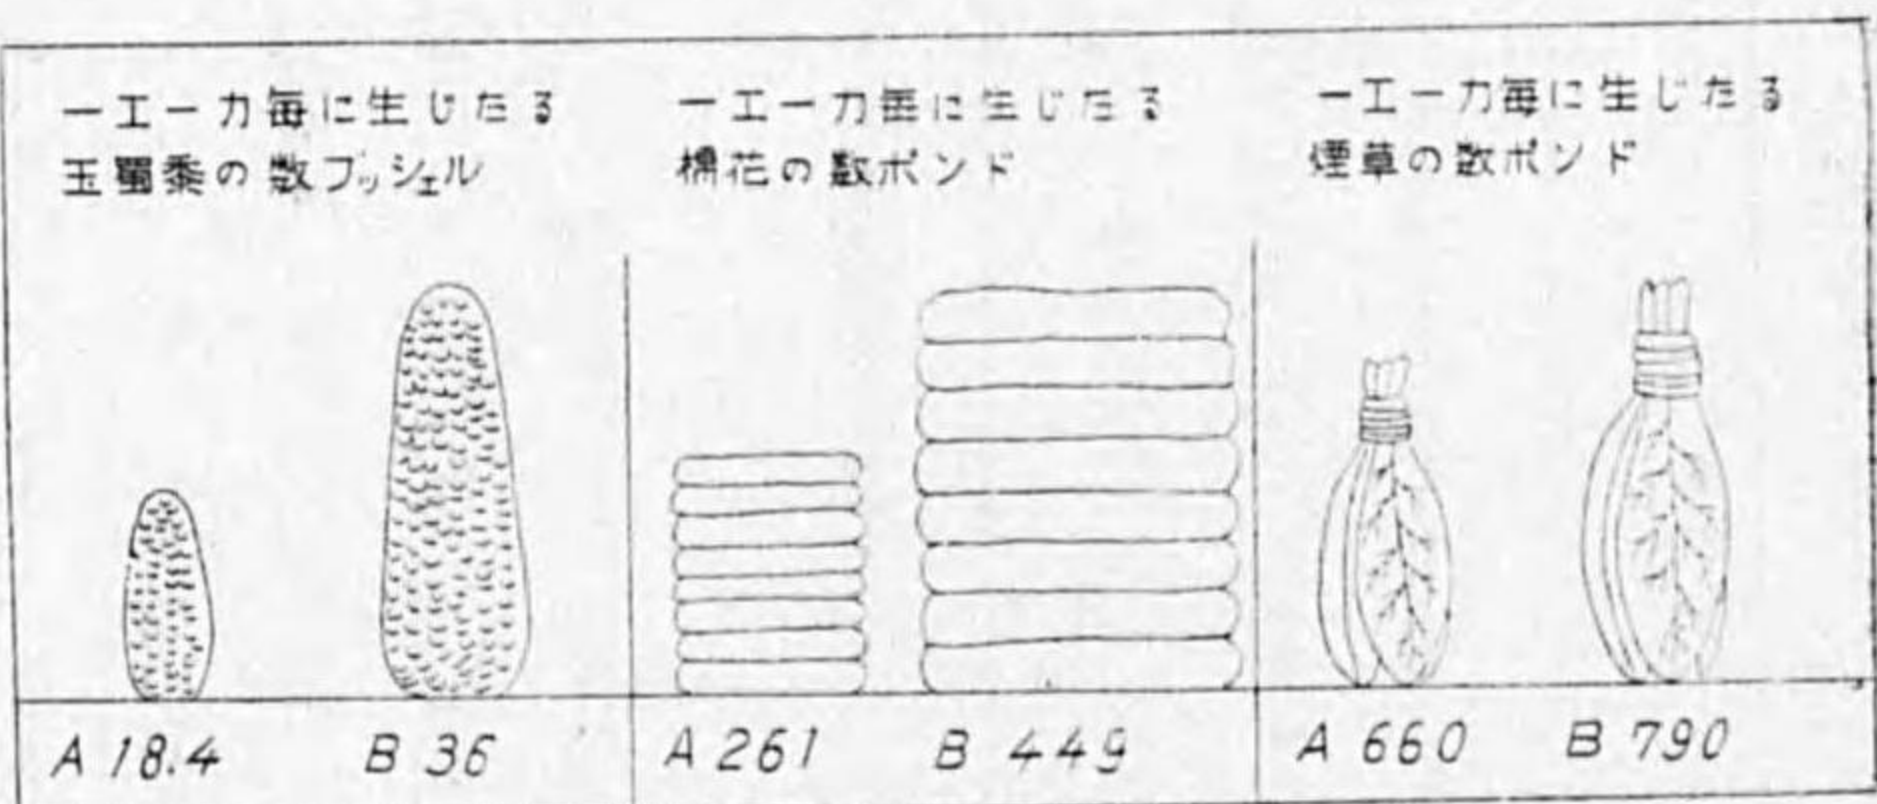 一エーカ毎に生じたる
玉蜀黍の数ブッシェル
一エーカ毎に生じたる
棉花の数ポンド
一エーカ毎に生じたる
煙草の数ポンド
A 18.4 B 36
A 261 B 449
A 660 B 790